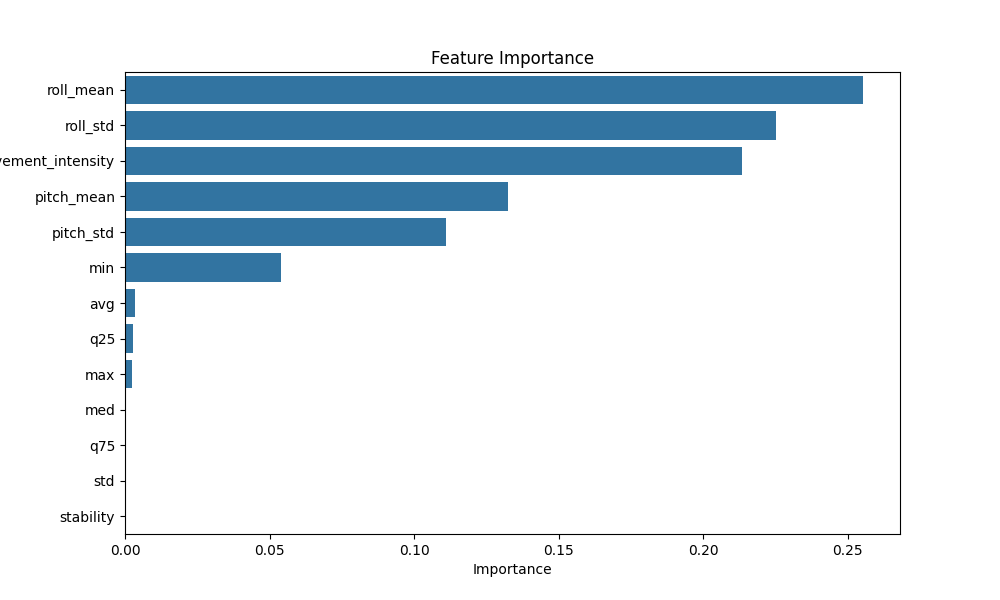 Feature Importance
roll_mean
roll_std
vement_intensity
pitch_mean
pitch_std
min
avg
q25
max
med
q75
std
stability
0.00 0.05 0.10 0.15 0.20 0.25
Importance